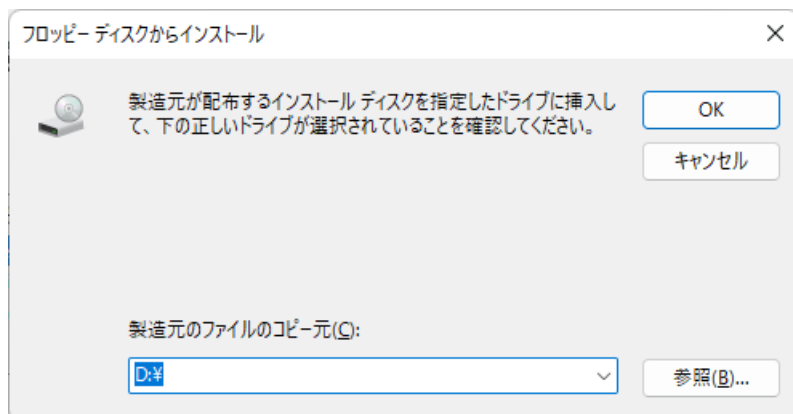 フロッピー ディスクからインストール
製造元が配布するインストール ディスクを指定したドライブに挿入し
て、下の正しいドライブが選択されていることを確認してください。
OK
キャンセル
製造元のファイルのコピー元(C):
D:¥
参照(B)...